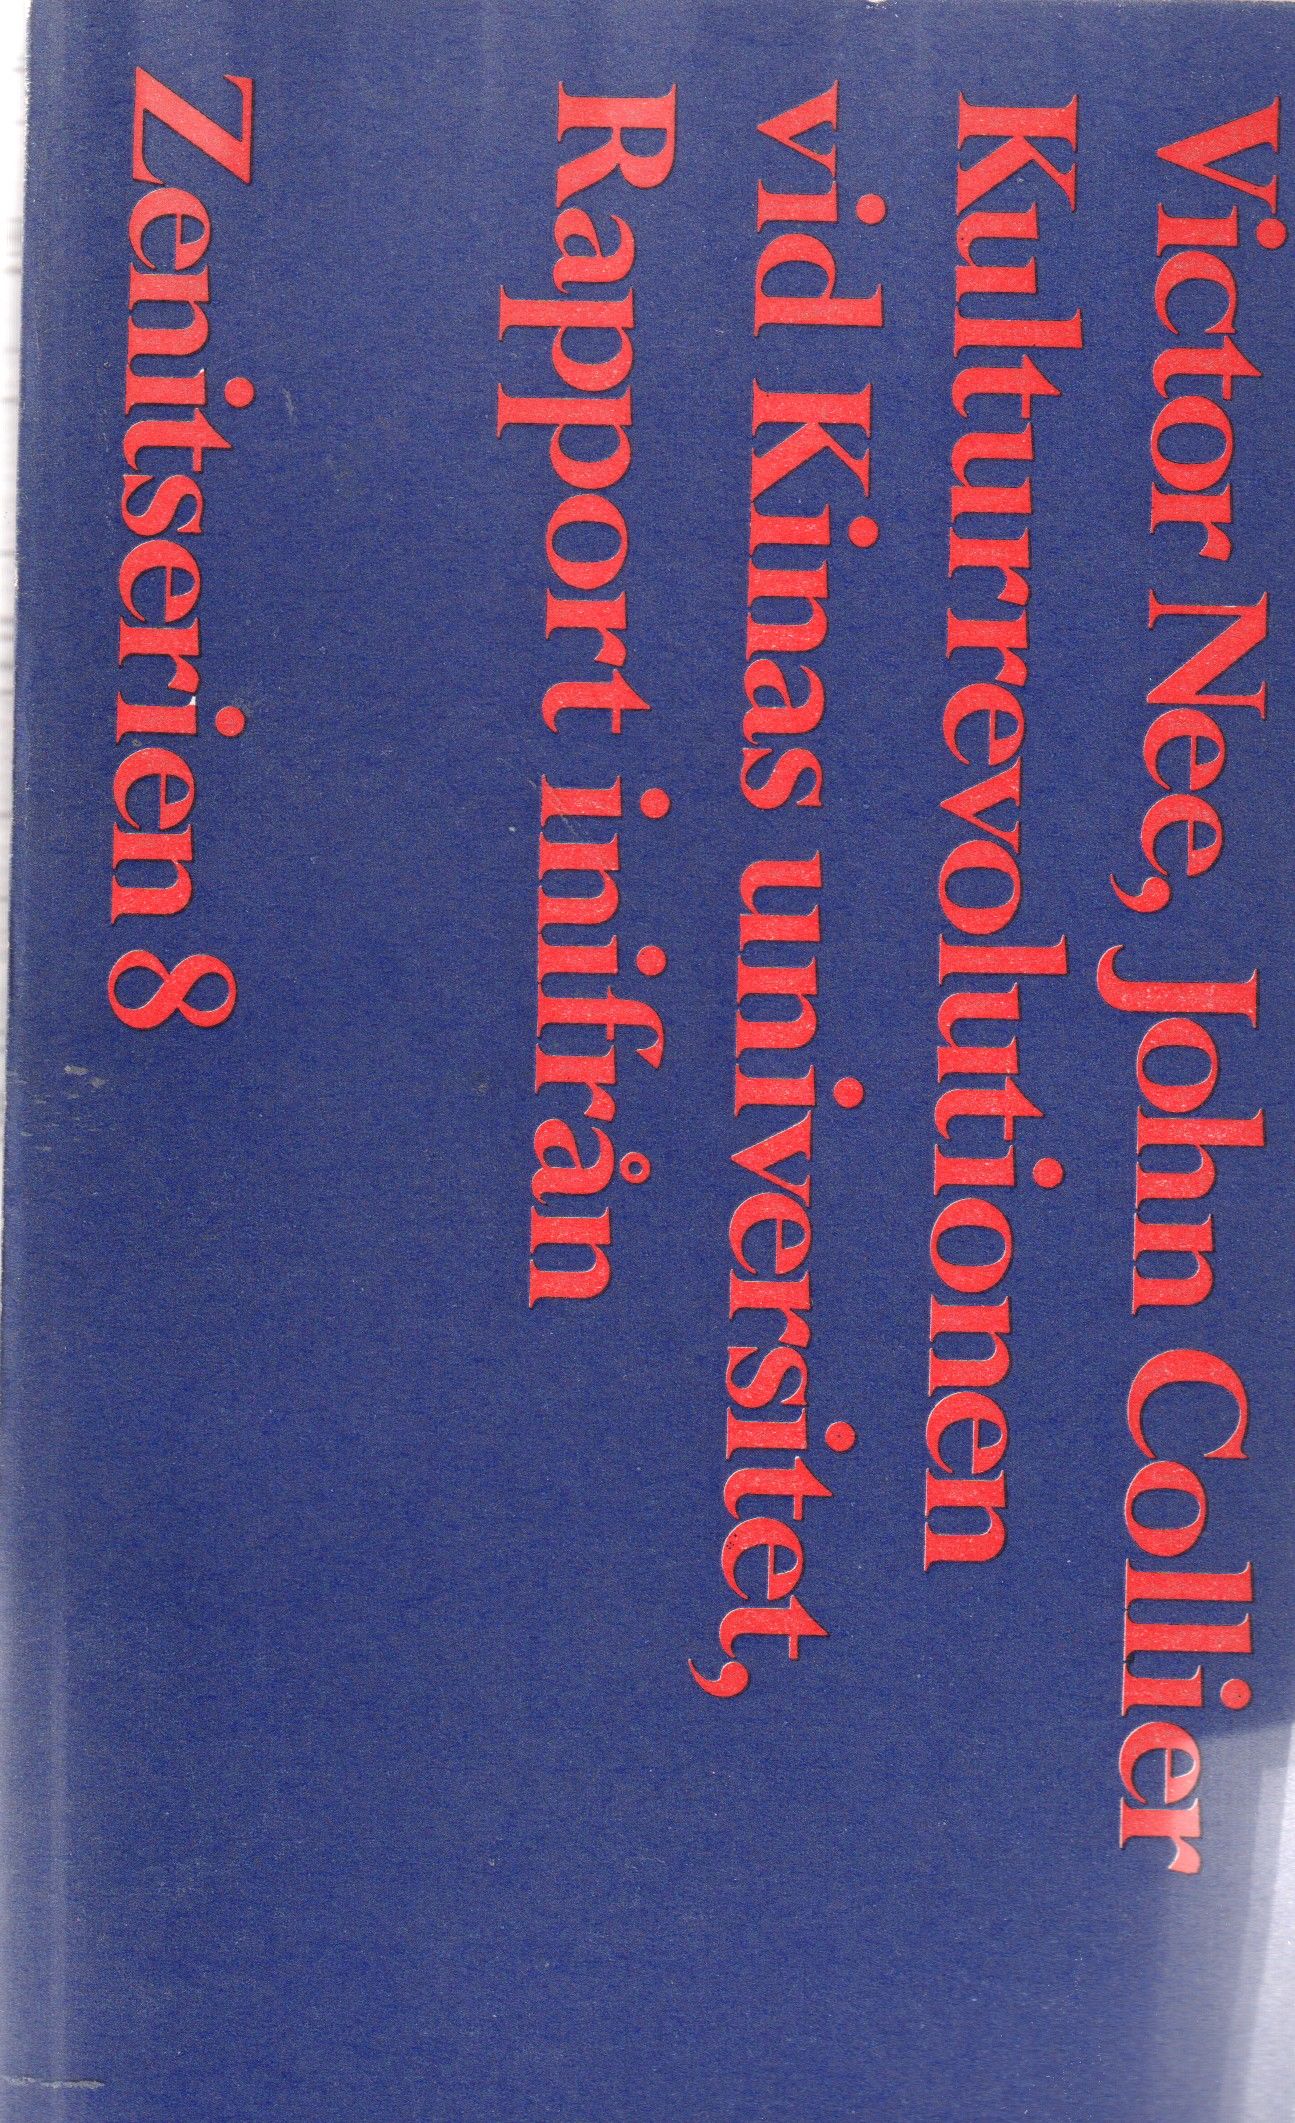 Victor Nee, John Collier
Kulturrevolutionen
vid Kinas universitet,
Rapport inifrån
Zenitserien 8